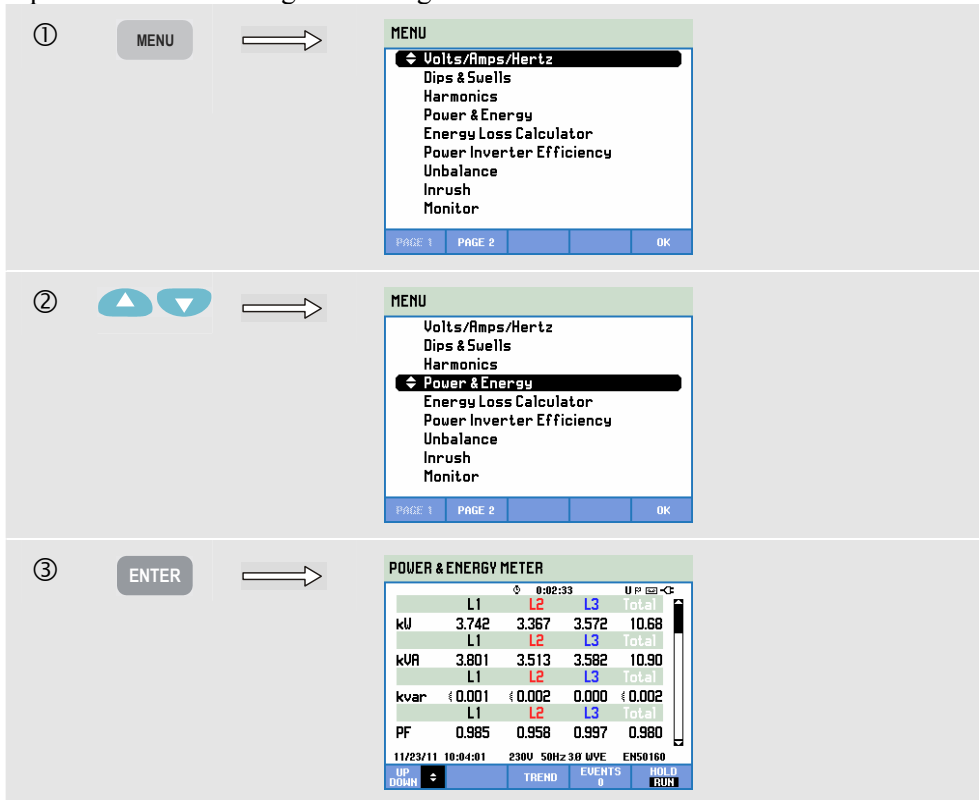 ①
MENU
MENU
Volts/Amps/Hertz
Dips & Swells
Harmonics
Power & Energy
Energy Loss Calculator
Power Inverter Efficiency
Unbalance
Inrush
Monitor
PAGE 1 PAGE 2 OK
②
MENU
Volts/Amps/Hertz
Dips & Swells
Harmonics
Power & Energy
Energy Loss Calculator
Power Inverter Efficiency
Unbalance
Inrush
Monitor
PAGE 1 PAGE 2 OK
③
ENTER
POWER & ENERGY METER
0:02:33 U
L1 L2 L3 Total
kW 3.742 3.367 3.572 10.68
L1 L2 L3 Total
kVA 3.801 3.513 3.582 10.90
L1 L2 L3 Total
kvar 0.001 0.002 0.000 0.002
L1 L2 L3 Total
PF 0.985 0.958 0.997 0.980
11/23/11 10:04:01 230V 50Hz 3.0 WYE EN50160
UP DOWN TREND EVENTS 0 HOLD RUN